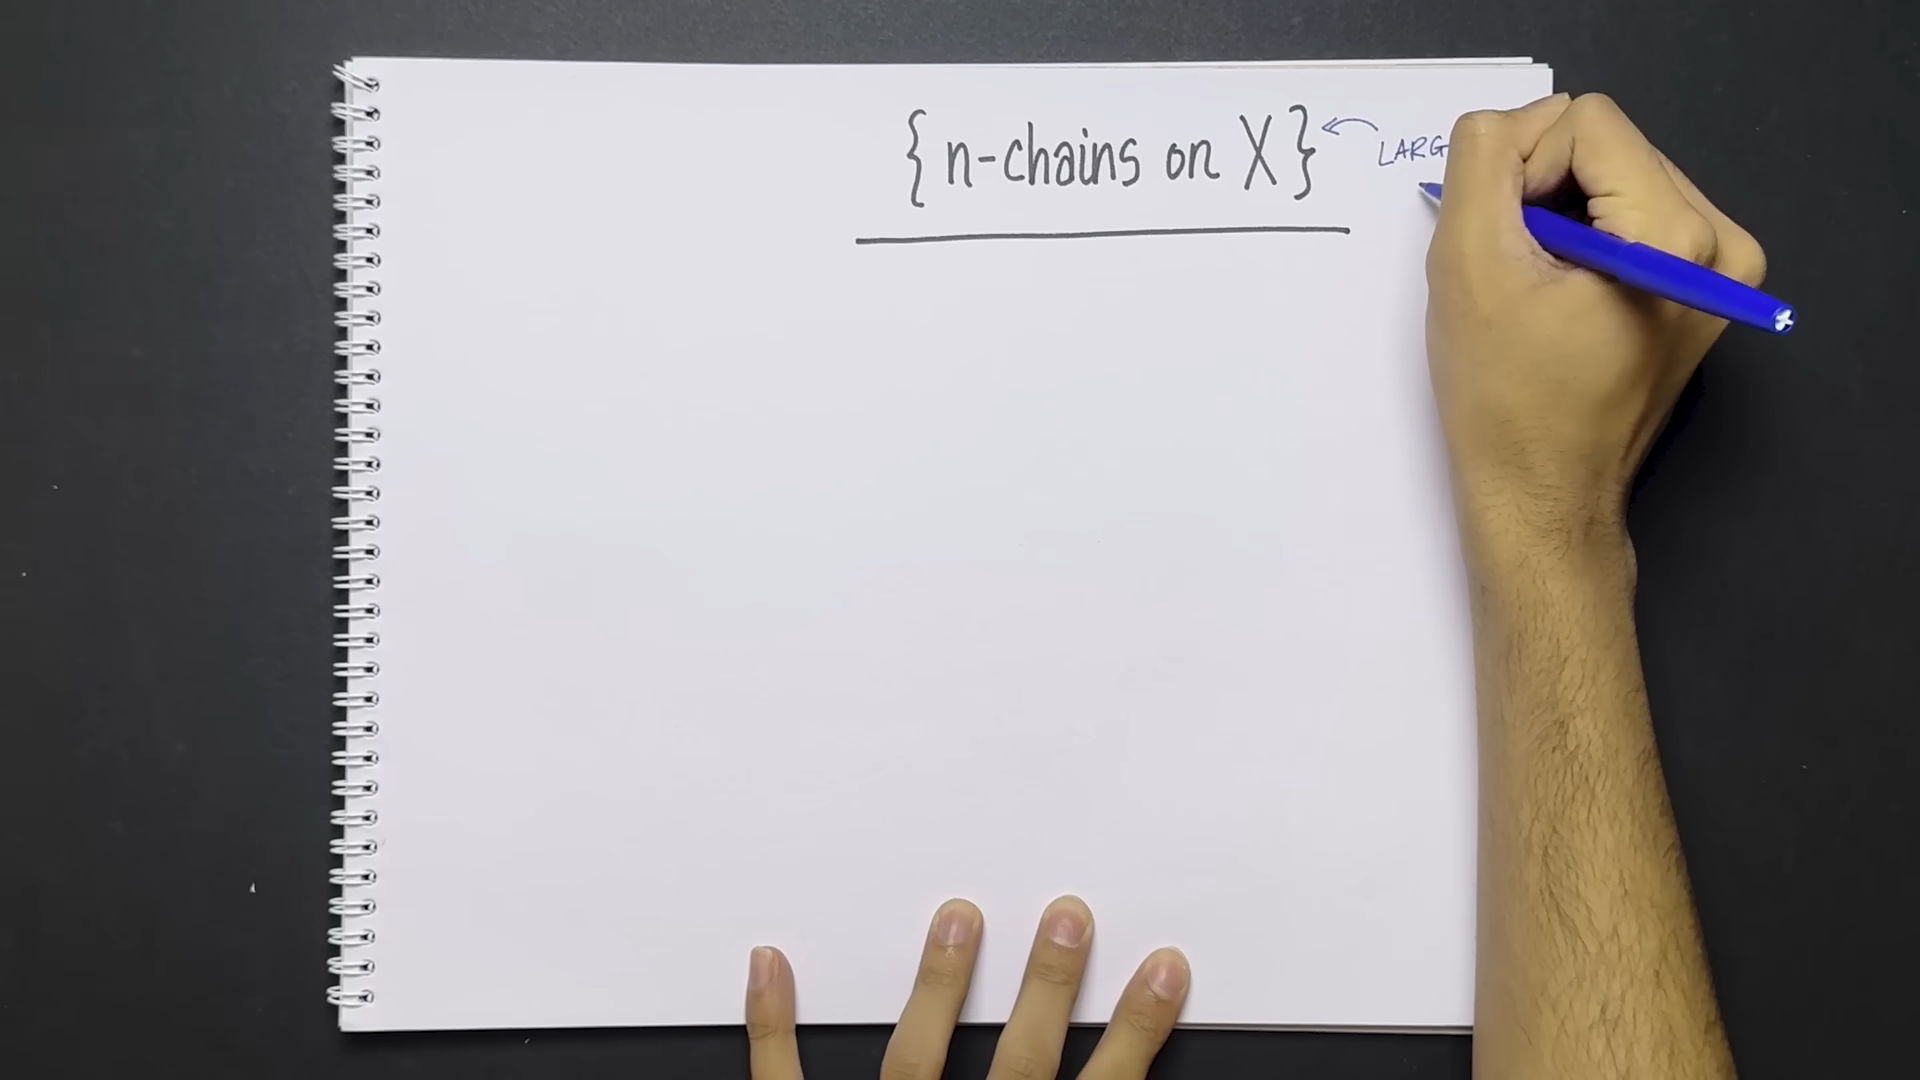 { n-chains on X }